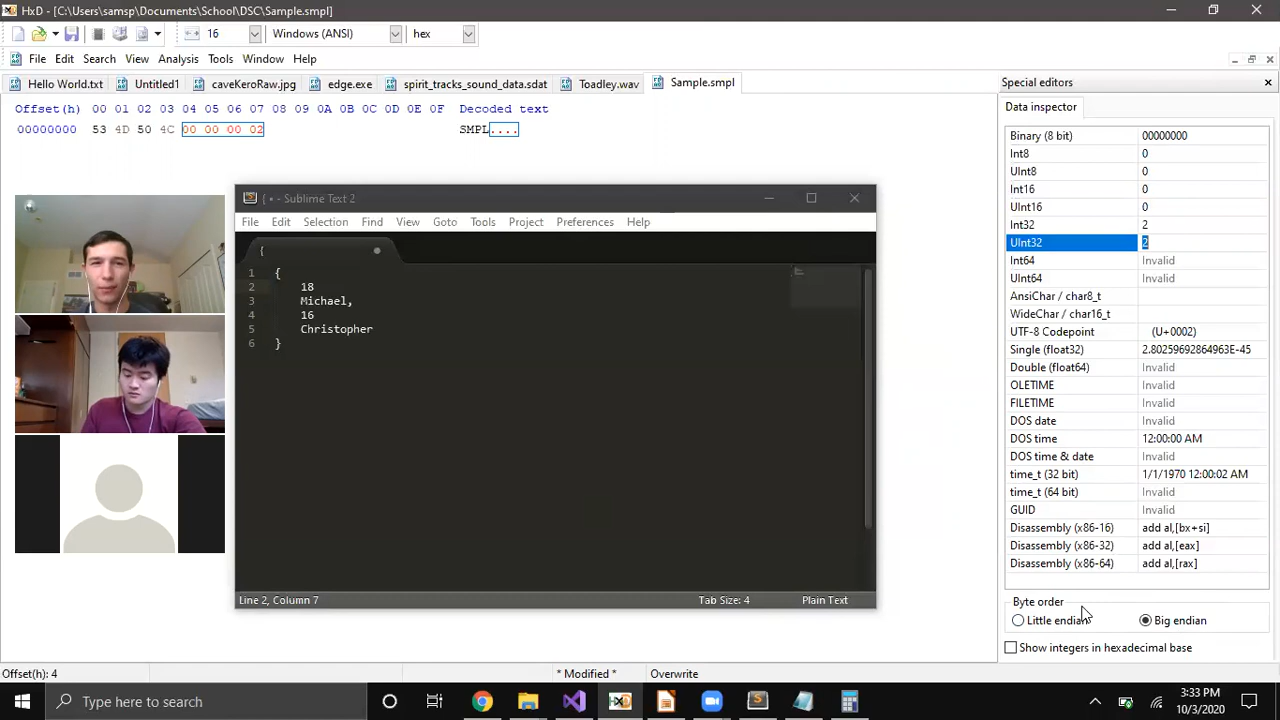 HxD - [C:\Users\samsp\Documents\School\DSC\Sample.smpl]
16 Windows (ANSI) hex
File Edit Search View Analysis Tools Window Help
Hello World.txt Untitled1 caveKeroRaw.jpg edge.exe spirit_tracks_sound_data.sdat Toadley.wav Sample.smpl
Offset(h) 00 01 02 03 04 05 06 07 08 09 0A 0B 0C 0D 0E 0F Decoded text
00000000 53 4D 50 4C 00 00 00 02 SMPL....
{ • - Sublime Text 2
File Edit Selection Find View Goto Tools Project Preferences Help
{
1 {
2 18
3 Michael,
4 16
5 Christopher
6 }
Line 2, Column 7 Tab Size: 4 Plain Text
Special editors
Data inspector
Binary (8 bit) 00000000
Int8 0
UInt8 0
Int16 0
UInt16 0
Int32 2
UInt32 2
Int64 Invalid
UInt64 Invalid
AnsiChar / char8_t
WideChar / char16_t
UTF-8 Codepoint (U+0002)
Single (float32) 2.80259692864963E-45
Double (float64) Invalid
OLETIME Invalid
FILETIME Invalid
DOS date Invalid
DOS time 12:00:00 AM
DOS time & date Invalid
time_t (32 bit) 1/1/1970 12:00:02 AM
time_t (64 bit) Invalid
GUID Invalid
Disassembly (x86-16) add al,[bx+si]
Disassembly (x86-32) add al,[eax]
Disassembly (x86-64) add al,[rax]
Byte order
Little endian Big endian
Show integers in hexadecimal base
Offset(h): 4 * Modified * Overwrite
Type here to search
3:33 PM
10/3/2020